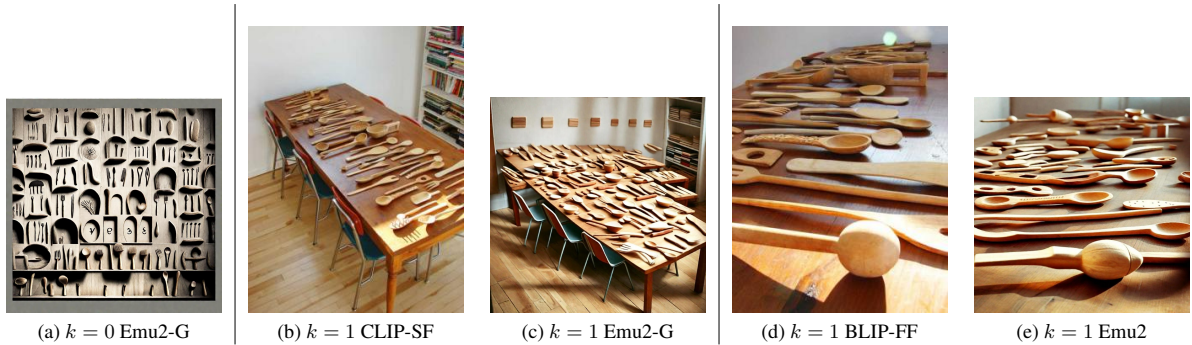 (a) k = 0 Emu2-G
(b) k = 1 CLIP-SF
(c) k = 1 Emu2-G
(d) k = 1 BLIP-FF
(e) k = 1 Emu2